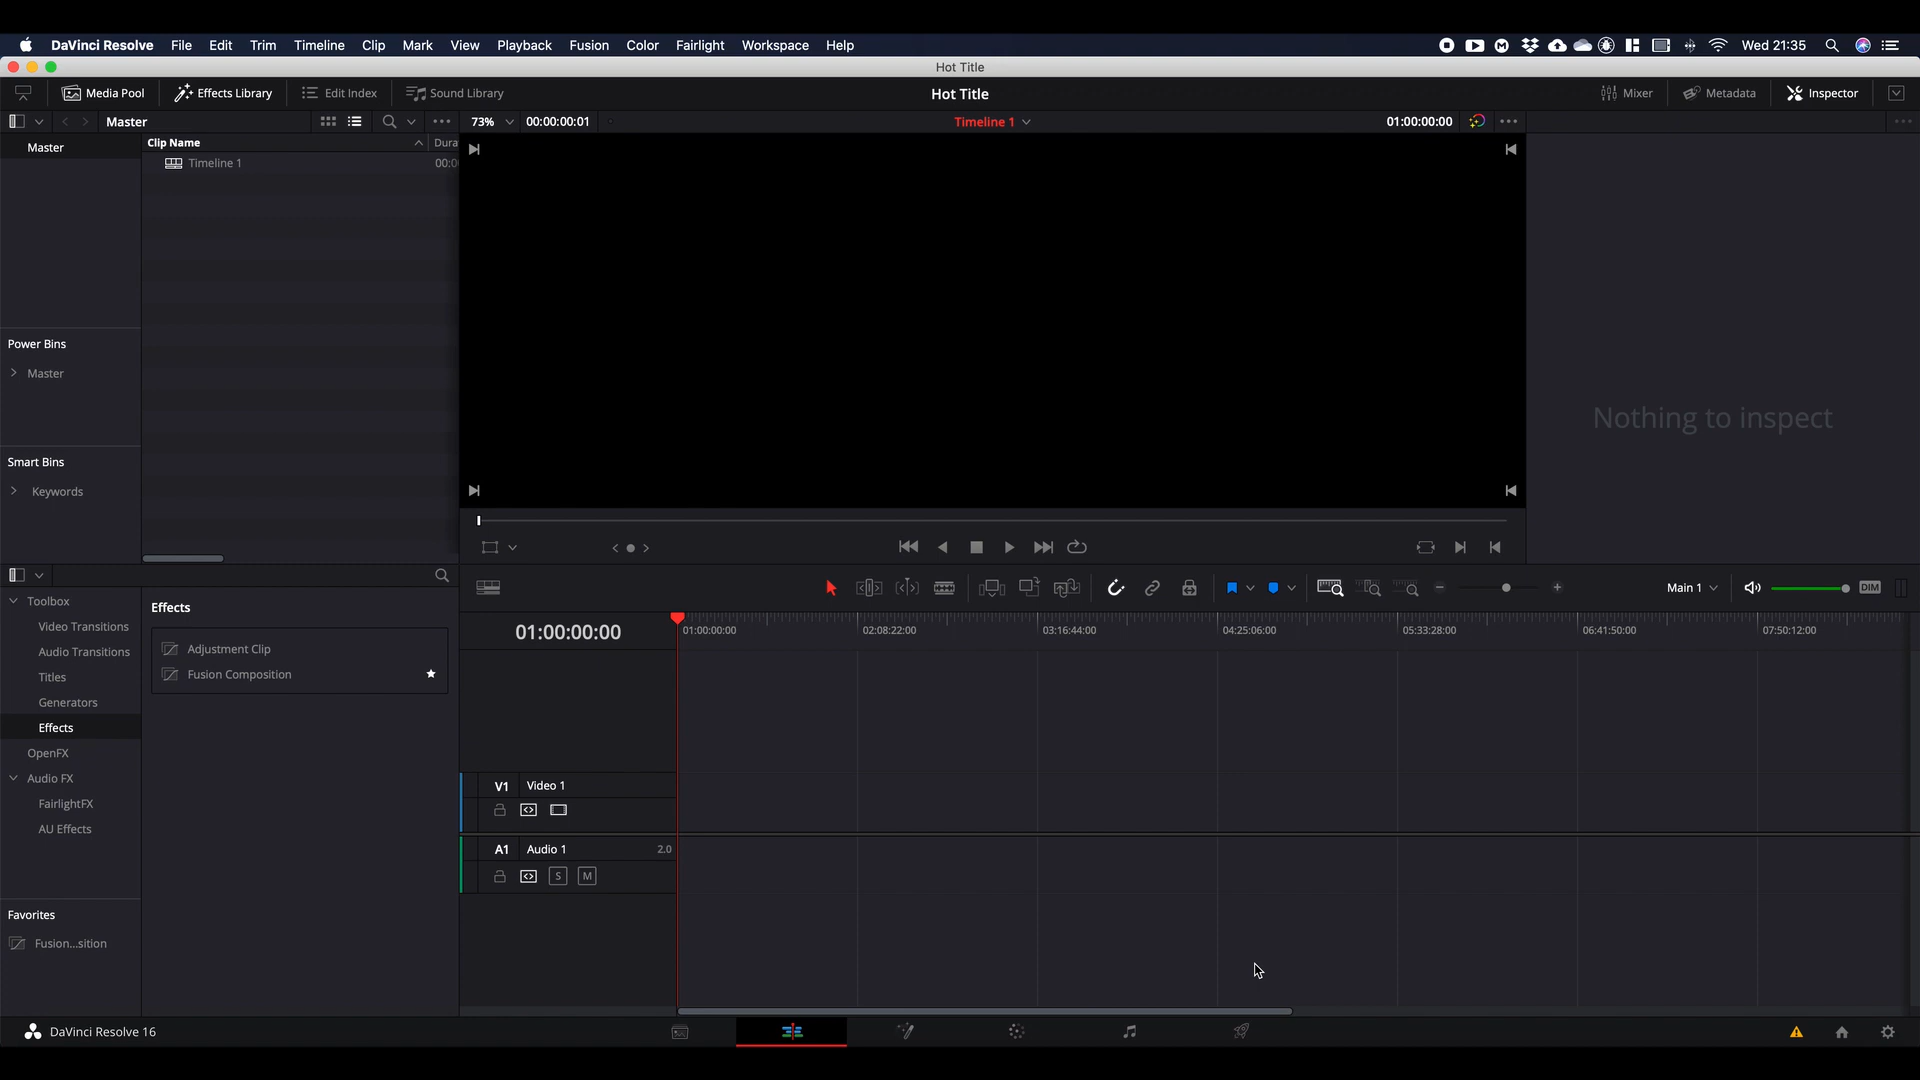 DaVinci Resolve File Edit Trim Timeline Clip Mark View Playback Fusion Color Fairlight Workspace Help Wed 21:35
Hot Title
Media Pool Effects Library Edit Index Sound Library Hot Title Mixer Metadata Inspector
Master 73% 00:00:00:01 Timeline 1 01:00:00:00
Master Clip Name Dura
Timeline 1 00:0
Power Bins
Master
Nothing to inspect
Smart Bins
Keywords
Toolbox
Video Transitions
Audio Transitions
Titles
Generators
Effects
OpenFX
Audio FX
FairlightFX
AU Effects
Favorites
Fusion...sition
Effects
Adjustment Clip
Fusion Composition
Main 1 DIM
01:00:00:00 01:00:00:00 02:08:22:00 03:16:44:00 04:25:06:00 05:33:28:00 06:41:50:00 07:50:12:00
V1 Video 1
A1 Audio 1 2.0
S M
DaVinci Resolve 16